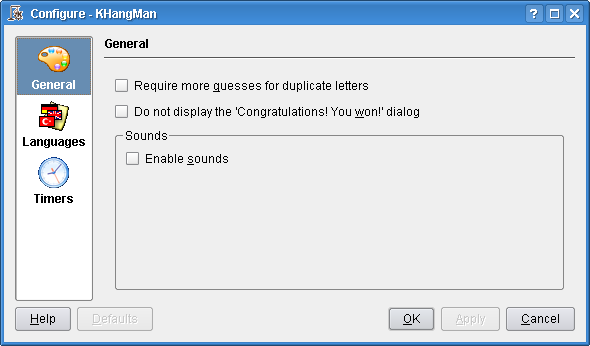 Configure - KHangMan
General
General
Languages
Timers
Require more guesses for duplicate letters
Do not display the 'Congratulations! You won!' dialog
Sounds
Enable sounds
Help
Defaults
OK
Apply
Cancel